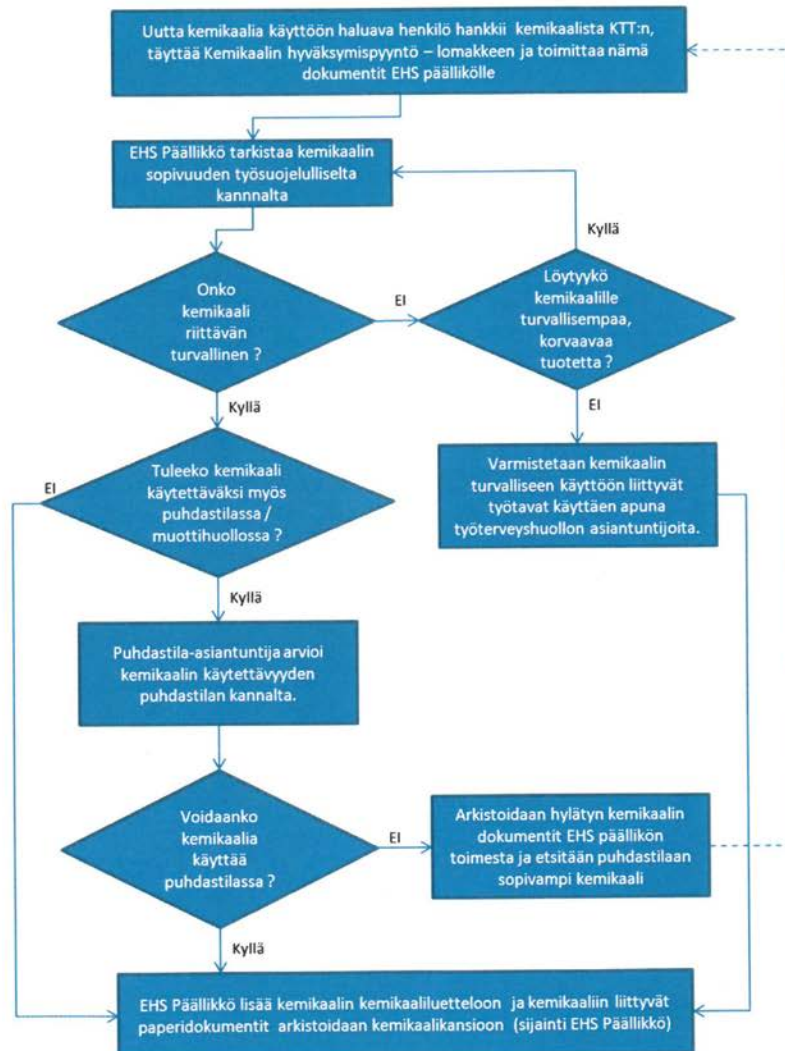 Uutta kemikaalia käyttöön haluava henkilö hankkii kemikaalista KTT:n,
täyttää Kemikaalin hyväksymispyyntö – lomakkeen ja toimittaa nämä
dokumentit EHS päällikölle
EHS Päällikkö tarkistaa kemikaalin
sopivuuden työsuojelulliselta
kannnalta
Kyllä
Onko
kemikaali
riittävän
turvallinen ?
EI
Löytyykö
kemikaalille
turvallisempaa,
korvaavaa
tuotetta ?
Kyllä
EI
Tuleeko kemikaali
käytettäväksi myös
puhdastilassa /
muottihuollossa ?
EI
Varmistetaan kemikaalin
turvalliseen käyttöön liittyvät
työtavat käyttäen apuna
työterveyshuollon asiantuntijoita.
Kyllä
Puhdastila-asiantuntija arvioi
kemikaalin käytettävyyden
puhdastilan kannalta.
Voidaanko
kemikaalia
käyttää
puhdastilassa ?
EI
Arkistoidaan hylätyn kemikaalin
dokumentit EHS päällikön
toimesta ja etsitään puhdastilaan
sopivampi kemikaali
Kyllä
EHS Päällikkö lisää kemikaalin kemikaaliluetteloon ja kemikaaliin liittyvät
paperidokumentit arkistoidaan kemikaalikansioon (sijainti EHS Päällikkö)